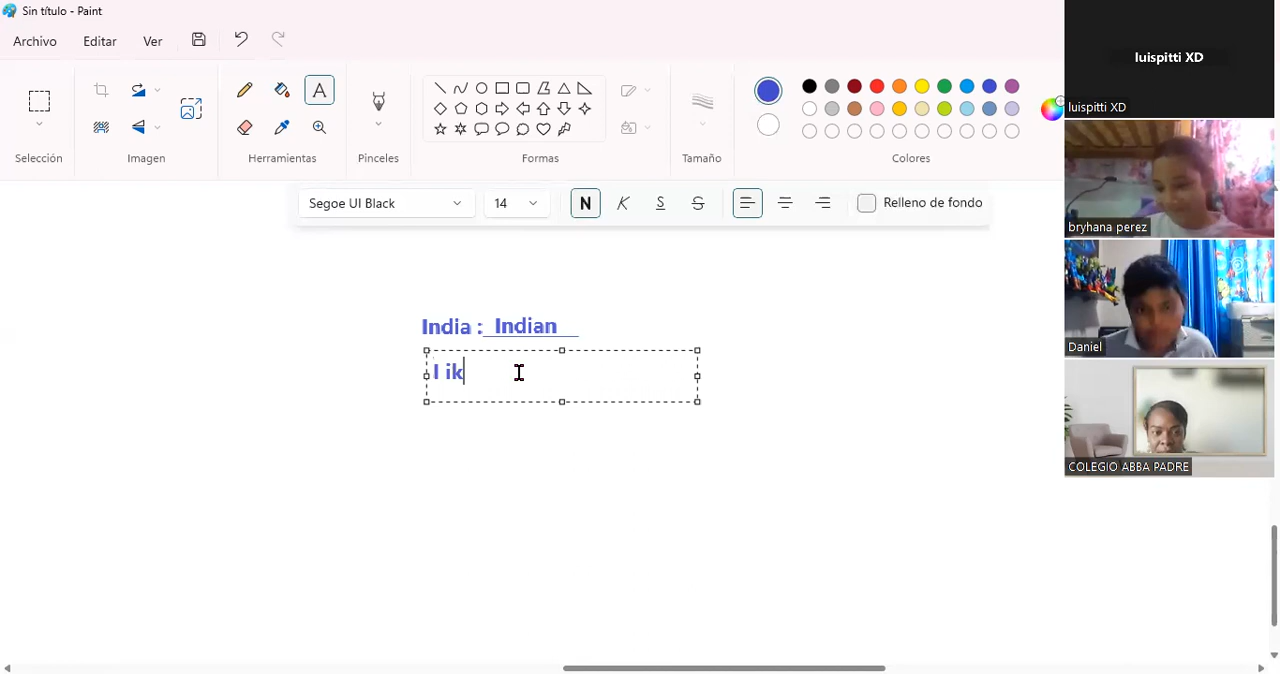 Sin título - Paint
Archivo
Editar
Ver
Selección
Imagen
Herramientas
Pinceles
Formas
Tamaño
Colores
Segoe UI Black
14
N
K
S
S
Relleno de fondo
India : Indian
I ik
luispitti XD
luispitti XD
bryhana perez
Daniel
COLEGIO ABBA PADRE